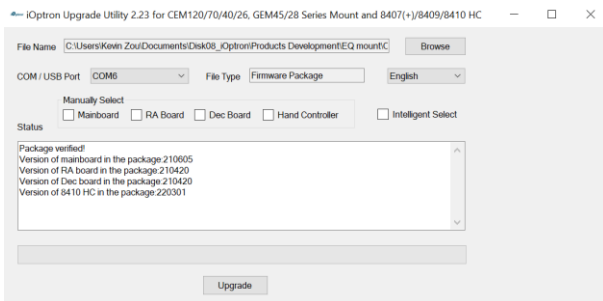 iOptron Upgrade Utility 2.23 for CEM120/70/40/26, GEM45/28 Series Mount and 8407(+)/8409/8410 HC
File Name C:\Users\Kevin Zou\Documents\Disk08_iOptron\Products Development\EQ mount\C Browse
COM / USB Port COM6 File Type Firmware Package English
Manually Select
Mainboard RA Board Dec Board Hand Controller Intelligent Select
Status
Package verified!
Version of mainboard in the package:210605
Version of RA board in the package:210420
Version of Dec board in the package:210420
Version of 8410 HC in the package:220301
Upgrade